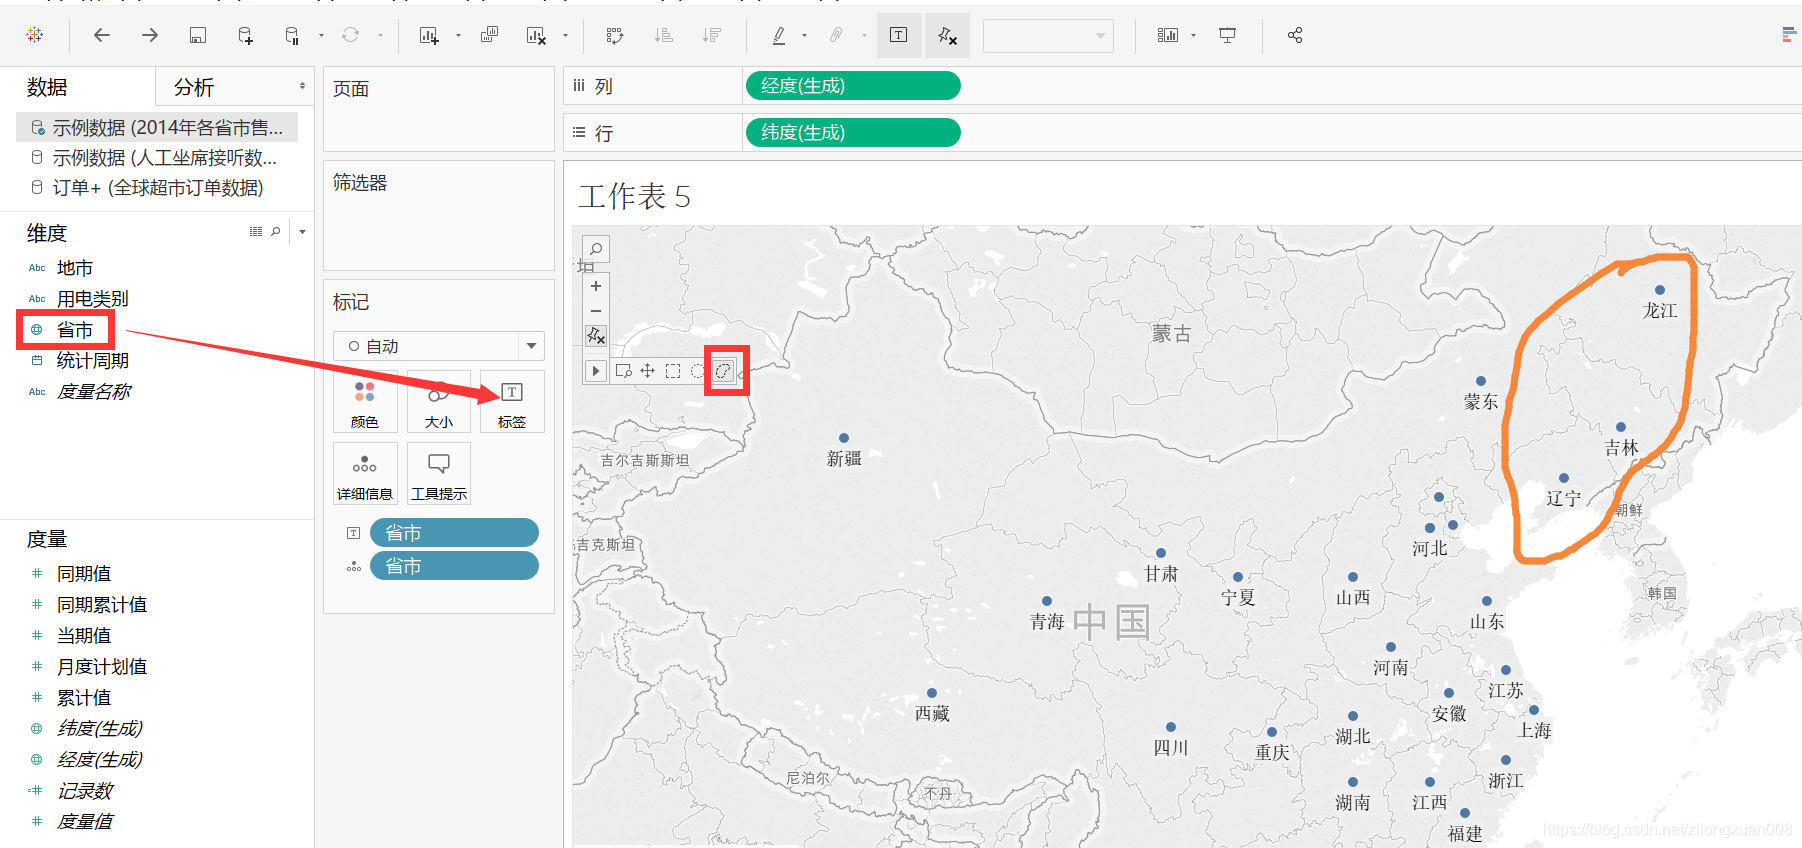 数据
分析
示例数据 (2014年各省市售...
示例数据 (人工坐席接听数...
订单+ (全球超市订单数据)
维度
Abc 地市
Abc 用电类别
省市
统计周期
Abc 度量名称
度量
同期值
同期累计值
当期值
月度计划值
累计值
纬度(生成)
经度(生成)
记录数
度量值
页面
筛选器
标记
自动
颜色
大小
标签
详细信息
工具提示
省市
省市
列
经度(生成)
行
纬度(生成)
工作表 5
蒙古
龙江
蒙东
吉林
新疆
吉尔吉斯斯坦
辽宁
朝鲜
吉克斯坦
河北
甘肃
宁夏
山西
韩国
青海
中国
山东
河南
江苏
西藏
安徽
上海
四川
重庆
湖北
尼泊尔
浙江
不丹
湖南
江西
福建
https://blog.csdn.net/zilongxuan008